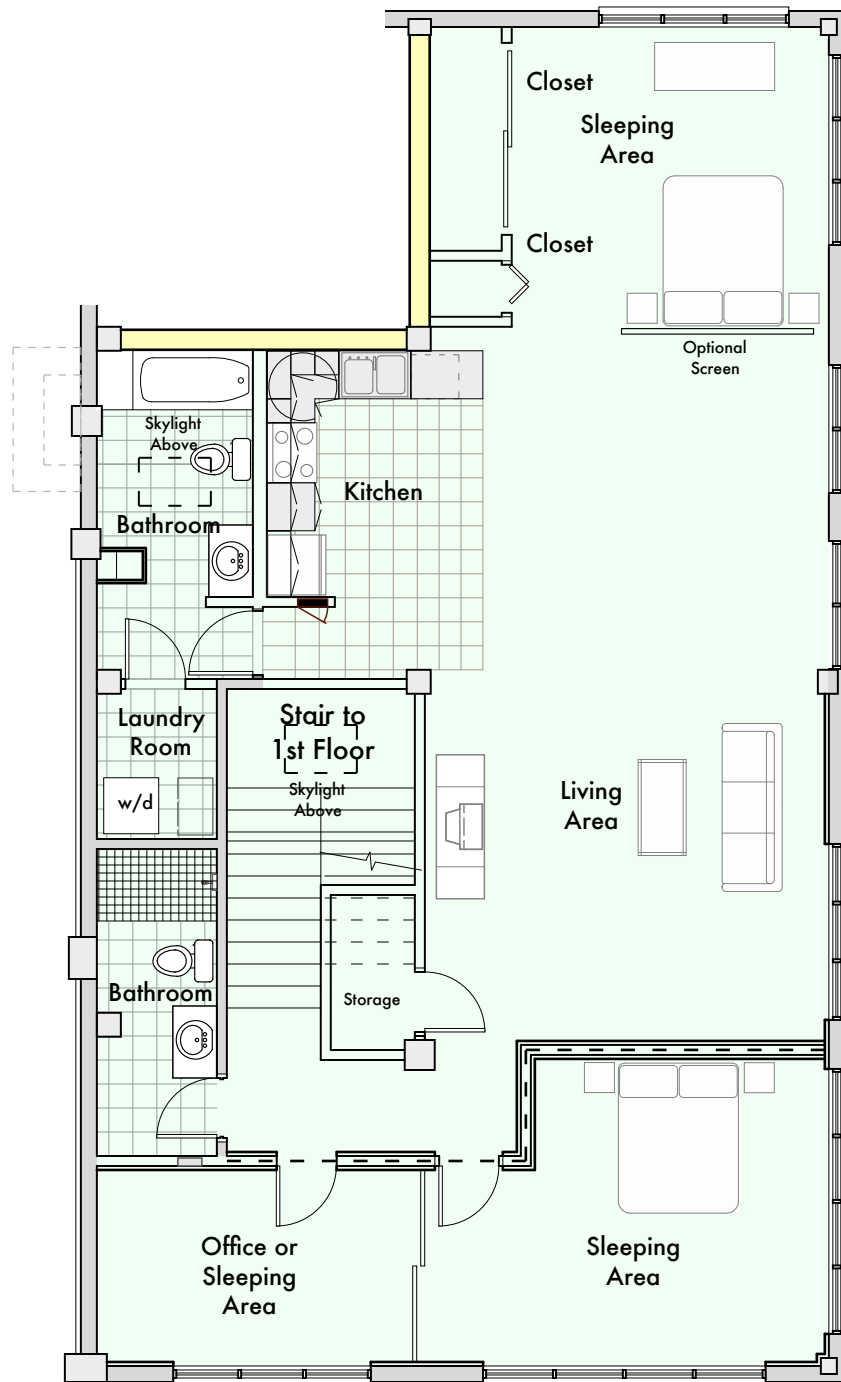 Closet
Sleeping
Area
Closet
Optional
Screen
Skylight
Above
Kitchen
Bathroom
Laundry
Room
Stair to
1st Floor
Skylight
Above
w/d
Living
Area
Bathroom
Storage
Office or
Sleeping
Area
Sleeping
Area